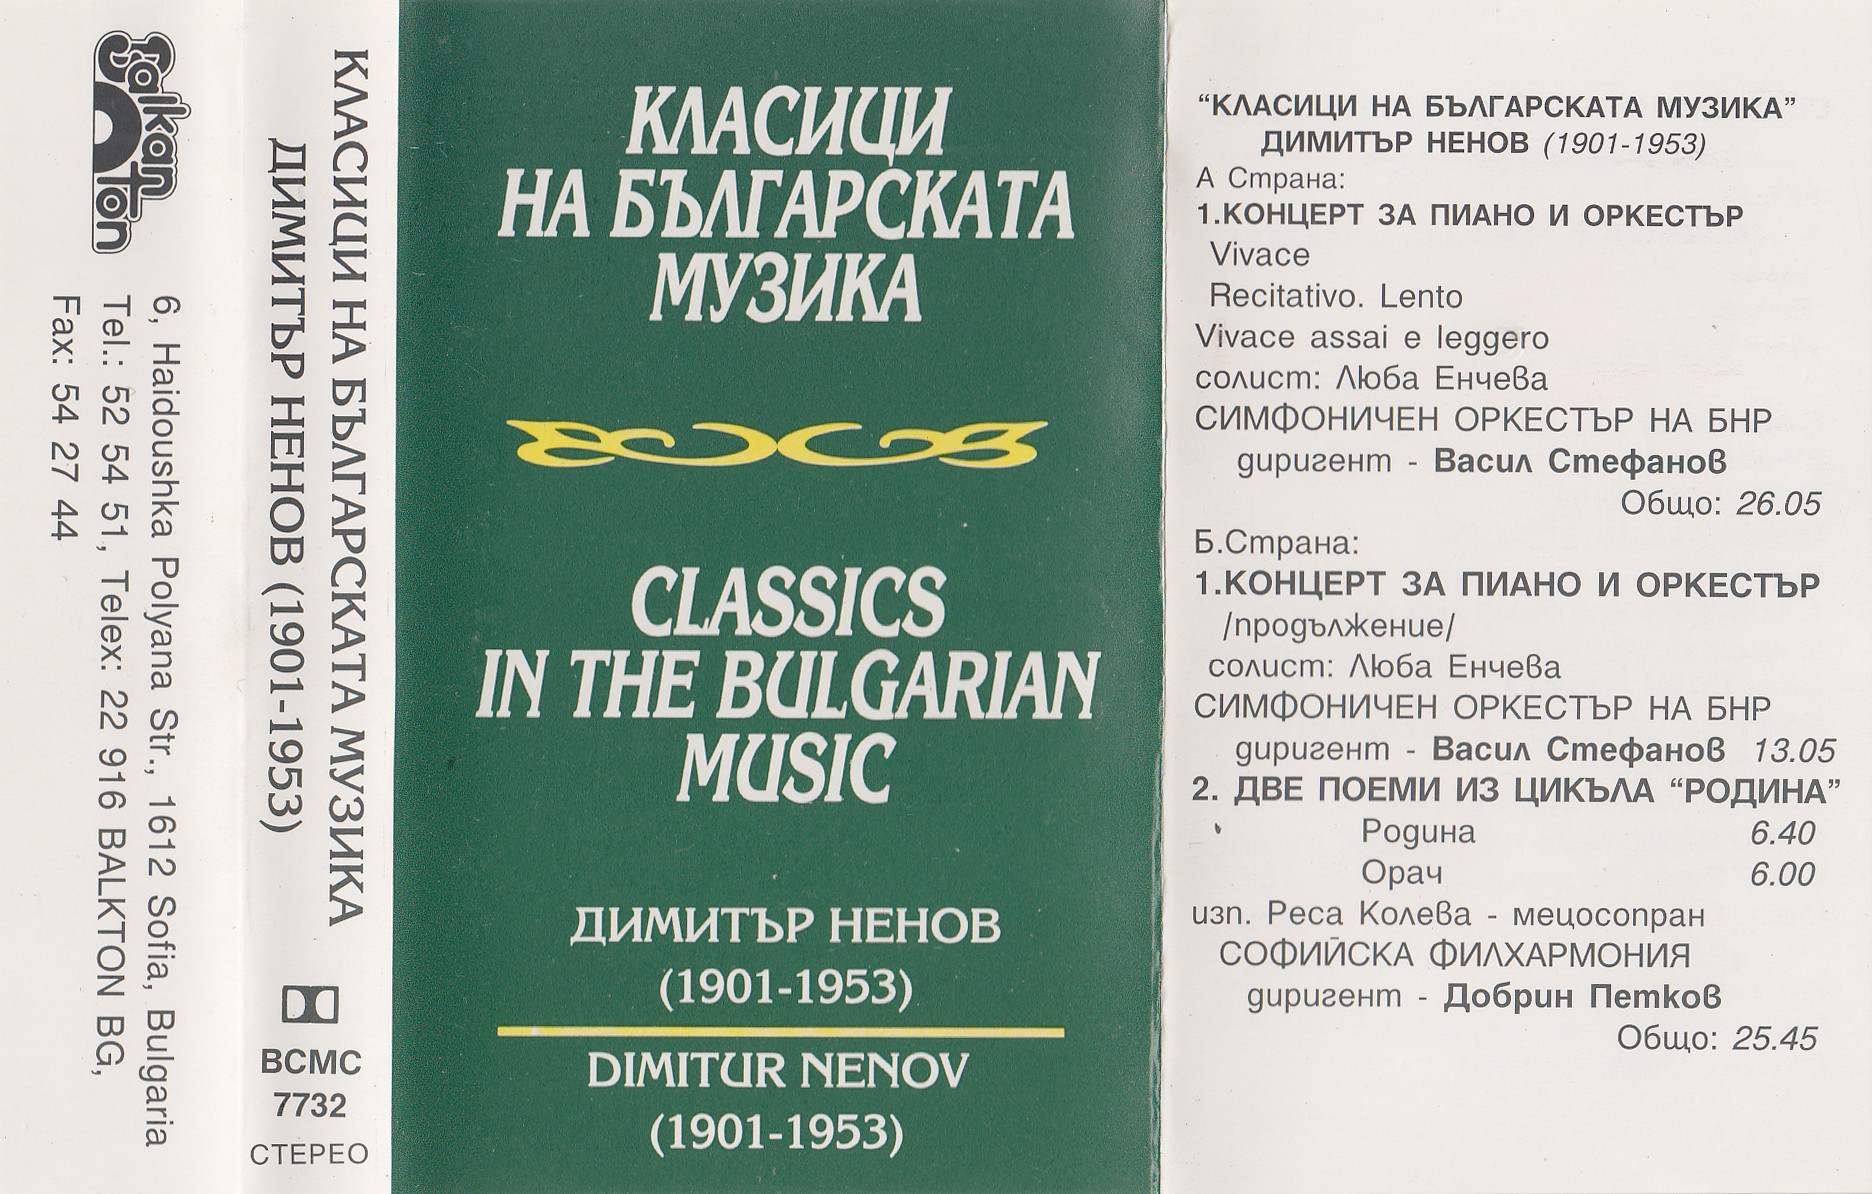 Balkanton
6, Haidoushka Polyana Str., 1612 Sofia, Bulgaria
Tel.: 52 54 51, Telex: 22 916 BALKTON BG,
Fax: 54 27 44
КЛАСИЦИ НА БЪЛГАРСКАТА МУЗИКА
ДИМИТЪР НЕНОВ (1901-1953)
BCMC
7732
СТЕРЕО
КЛАСИЦИ
НА БЪЛГАРСКАТА
МУЗИКА
CLASSICS
IN THE BULGARIAN
MUSIC
ДИМИТЪР НЕНОВ
(1901-1953)
DIMITUR NENOV
(1901-1953)
“КЛАСИЦИ НА БЪЛГАРСКАТА МУЗИКА”
ДИМИТЪР НЕНОВ (1901-1953)
А Страна:
1.КОНЦЕРТ ЗА ПИАНО И ОРКЕСТЪР
Vivace
Recitativo. Lento
Vivace assai e leggero
солист: Люба Енчева
СИМФОНИЧЕН ОРКЕСТЪР НА БНР
диригент - Васил Стефанов
Общо: 26.05
Б.Страна:
1.КОНЦЕРТ ЗА ПИАНО И ОРКЕСТЪР
/продължение/
солист: Люба Енчева
СИМФОНИЧЕН ОРКЕСТЪР НА БНР
диригент - Васил Стефанов 13.05
2. ДВЕ ПОЕМИ ИЗ ЦИКЪЛА “РОДИНА”
Родина 6.40
Орач 6.00
изп. Реса Колева - мецосопран
СОФИЙСКА ФИЛХАРМОНИЯ
диригент - Добрин Петков
Общо: 25.45